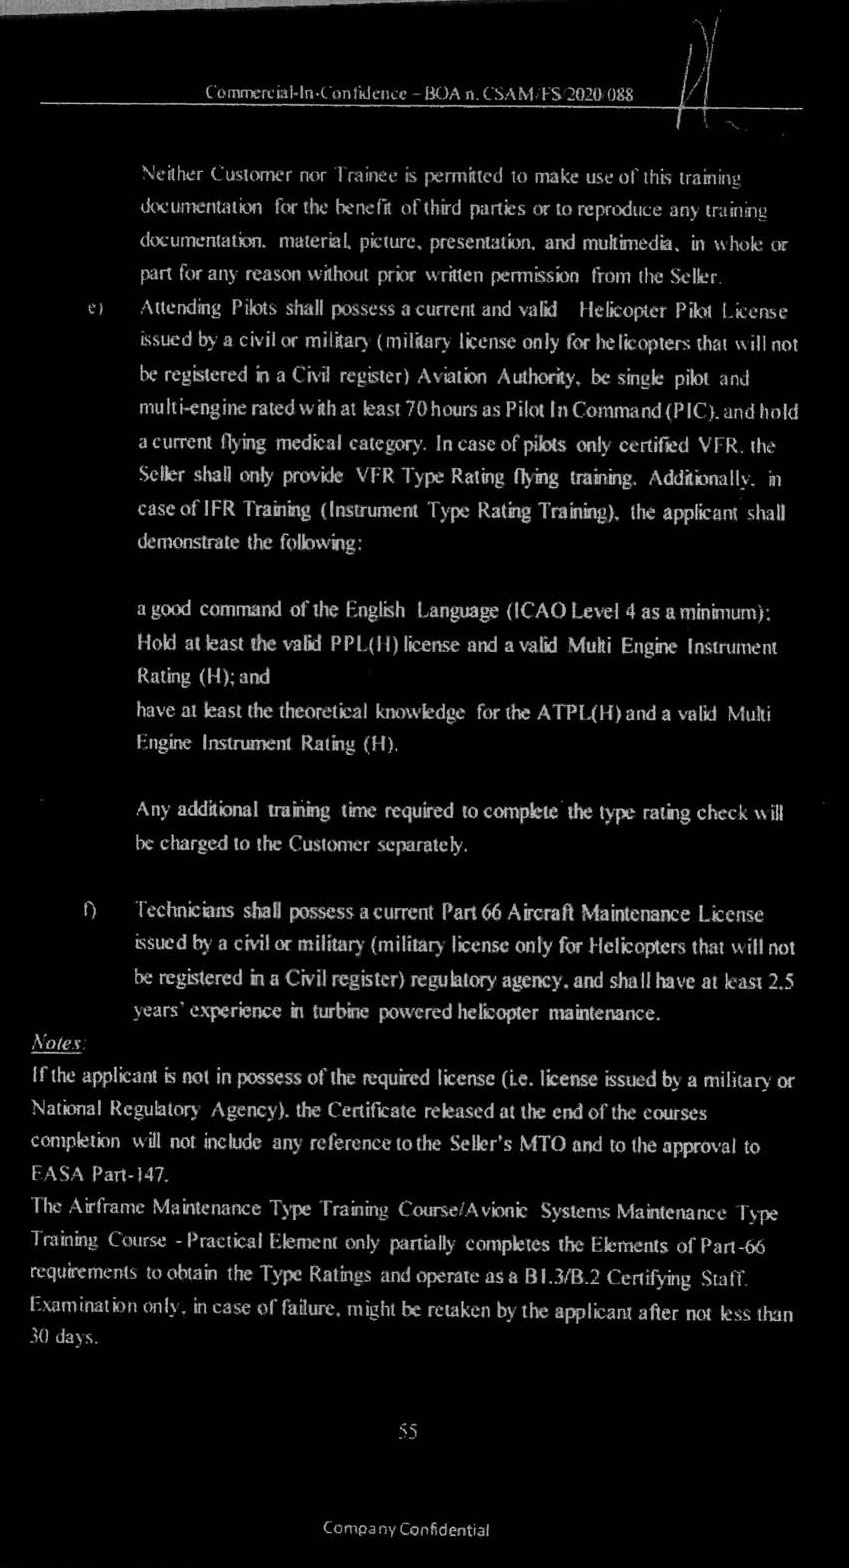 Commercial-In-Confidence – BOA n. CSAM/FS/2020/088
Neither Customer nor Trainee is permitted to make use of this training
documentation for the benefit of third parties or to reproduce any training
documentation, material, picture, presentation, and multimedia, in whole or
part for any reason without prior written permission from the Seller.
e) Attending Pilots shall possess a current and valid Helicopter Pilot License
issued by a civil or military (military license only for helicopters that will not
be registered in a Civil register) Aviation Authority, be single pilot and
multi-engine rated with at least 70 hours as Pilot In Command (PIC), and hold
a current flying medical category. In case of pilots only certified VFR, the
Seller shall only provide VFR Type Rating flying training. Additionally, in
case of IFR Training (Instrument Type Rating Training), the applicant shall
demonstrate the following:
a good command of the English Language (ICAO Level 4 as a minimum);
Hold at least the valid PPL(H) license and a valid Multi Engine Instrument
Rating (H); and
have at least the theoretical knowledge for the ATPL(H) and a valid Multi
Engine Instrument Rating (H).
Any additional training time required to complete the type rating check will
be charged to the Customer separately.
f) Technicians shall possess a current Part 66 Aircraft Maintenance License
issued by a civil or military (military license only for Helicopters that will not
be registered in a Civil register) regulatory agency, and shall have at least 2.5
years' experience in turbine powered helicopter maintenance.
Notes:
If the applicant is not in possess of the required license (i.e. license issued by a military or
National Regulatory Agency), the Certificate released at the end of the courses
completion will not include any reference to the Seller's MTO and to the approval to
EASA Part-147.
The Airframe Maintenance Type Training Course/Avionic Systems Maintenance Type
Training Course - Practical Element only partially completes the Elements of Part-66
requirements to obtain the Type Ratings and operate as a B1.3/B.2 Certifying Staff.
Examination only, in case of failure, might be retaken by the applicant after not less than
30 days.
55
Company Confidential